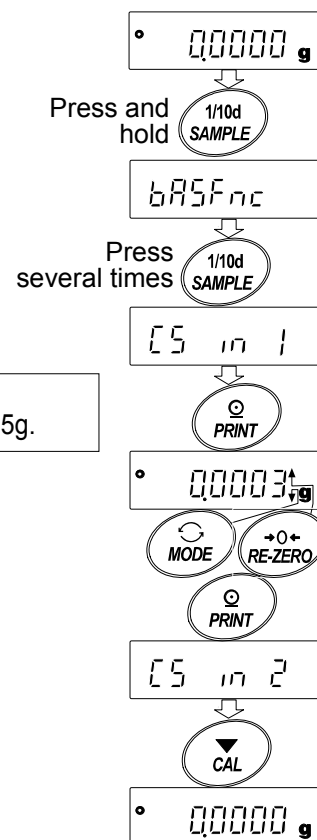 0.0000 g
Press and
hold
1/10d
SAMPLE
bASFnc
Press
several times
1/10d
SAMPLE
CS in 1
5g.
PRINT
0.0003 g
MODE
→0←
RE-ZERO
PRINT
CS in 2
CAL
0.0000 g